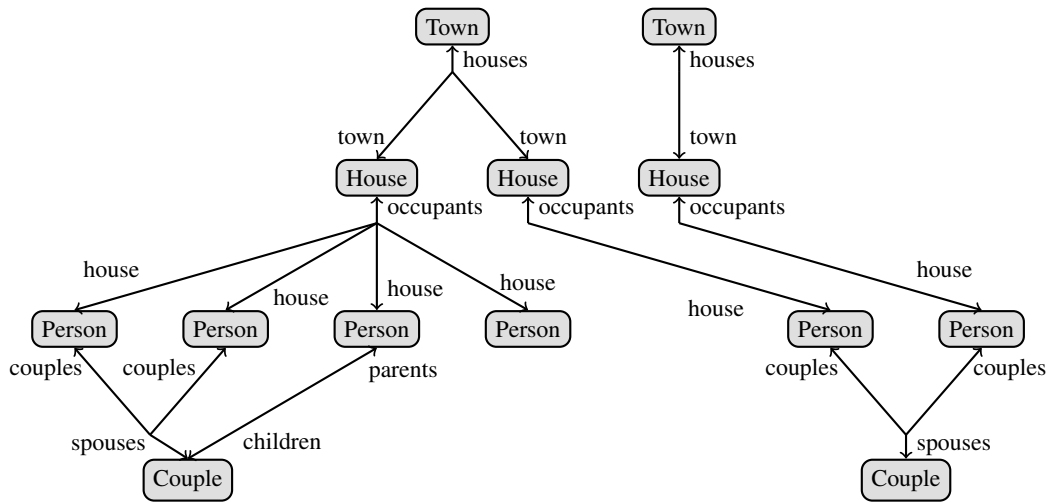 Town
Town
houses
houses
town
town
town
House
House
House
occupants
occupants
occupants
house
house
house
house
house
house
Person
Person
Person
Person
Person
Person
couples
couples
parents
couples
couples
spouses
children
spouses
Couple
Couple